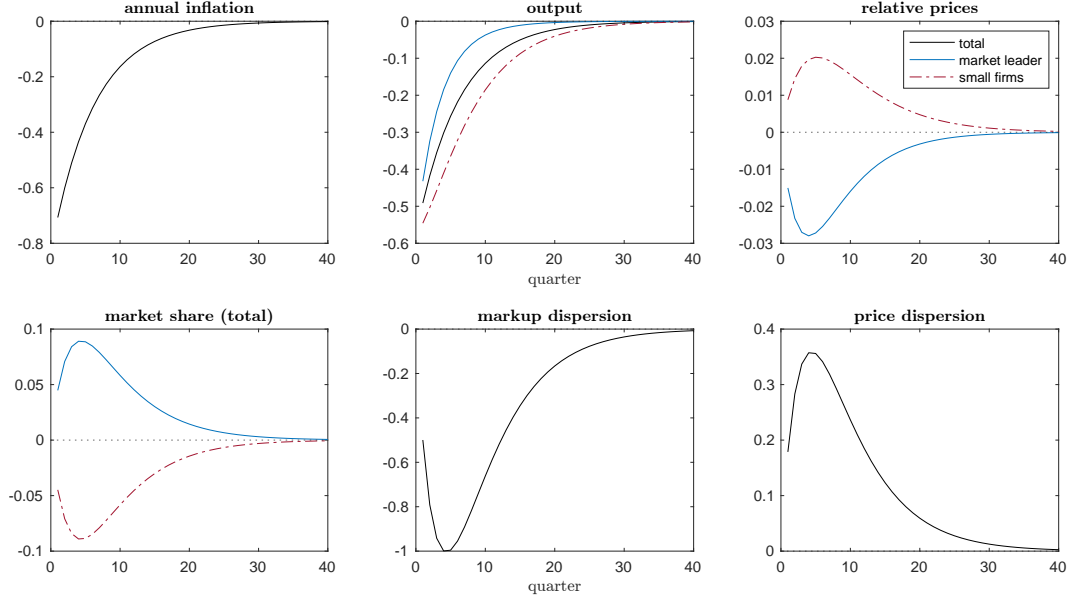 annual inflation
0
-0.2
-0.4
-0.6
-0.8
0 10 20 30 40
output
0
-0.1
-0.2
-0.3
-0.4
-0.5
-0.6
0 10 20 30 40
quarter
relative prices
0.03
0.02
0.01
0
-0.01
-0.02
-0.03
0 10 20 30 40
total
market leader
small firms
market share (total)
0.1
0.05
0
-0.05
-0.1
0 10 20 30 40
markup dispersion
0
-0.2
-0.4
-0.6
-0.8
-1
0 10 20 30 40
quarter
price dispersion
0.4
0.3
0.2
0.1
0
0 10 20 30 40